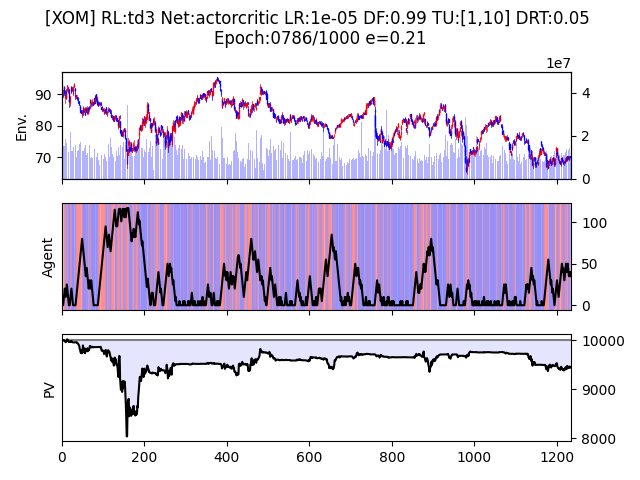 [XOM] RL:td3 Net:actorcritic LR:1e-05 DF:0.99 TU:[1,10] DRT:0.05
Epoch:0786/1000 e=0.21
1e7
Env.
90
80
70
4
2
0
Agent
100
50
0
PV
10000
9000
8000
0 200 400 600 800 1000 1200